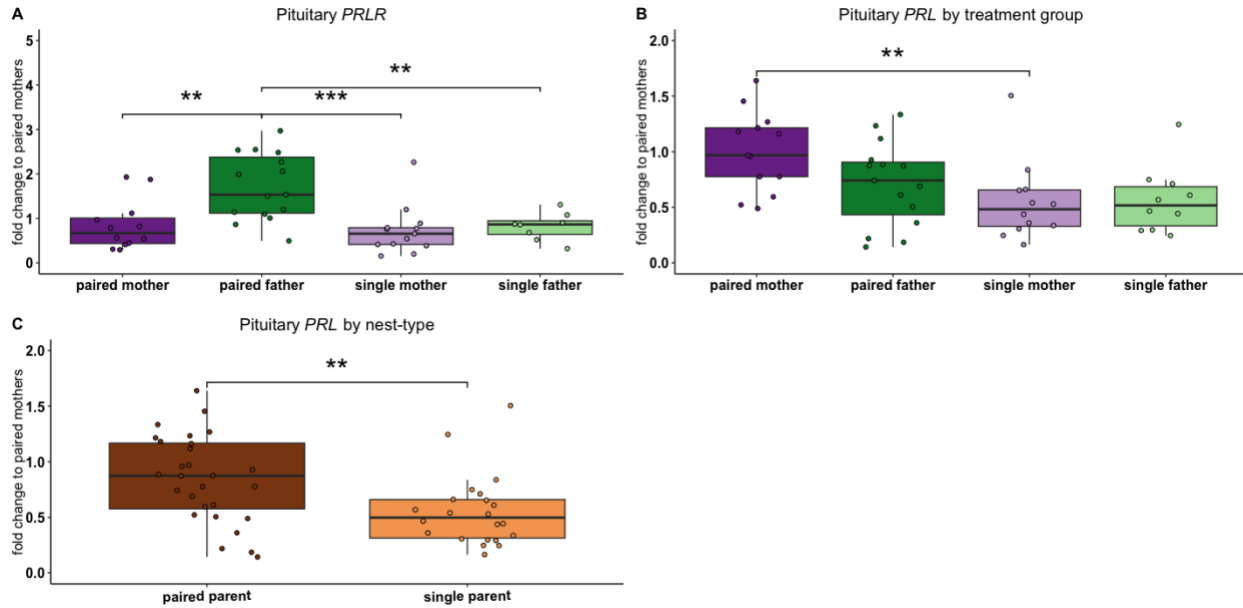 A
Pituitary PRLR
fold change to paired mothers
5
4
3
2
1
0
**
***
**
paired mother paired father single mother single father
B
Pituitary PRL by treatment group
fold change to paired mothers
2.0
1.5
1.0
0.5
0.0
**
paired mother paired father single mother single father
C
Pituitary PRL by nest-type
fold change to paired mothers
2.0
1.5
1.0
0.5
0.0
**
paired parent single parent